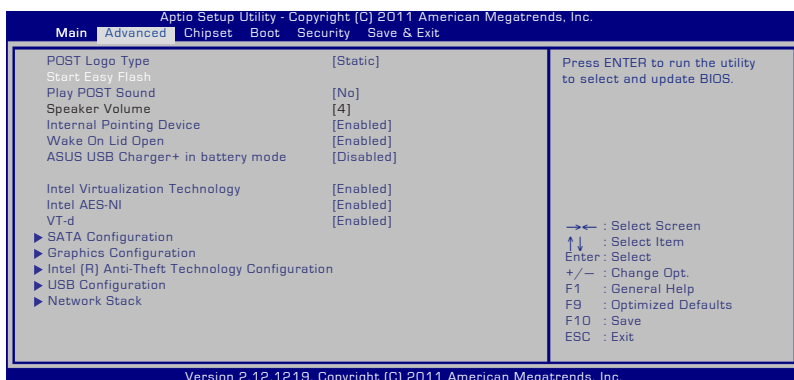 Aptio Setup Utility - Copyright (C) 2011 American Megatrends, Inc.
Main Advanced Chipset Boot Security Save & Exit
POST Logo Type [Static]
Start Easy Flash
Play POST Sound [No]
Speaker Volume [4]
Internal Pointing Device [Enabled]
Wake On Lid Open [Enabled]
ASUS USB Charger+ in battery mode [Disabled]
Intel Virtualization Technology [Enabled]
Intel AES-NI [Enabled]
VT-d [Enabled]
▶ SATA Configuration
▶ Graphics Configuration
▶ Intel (R) Anti-Theft Technology Configuration
▶ USB Configuration
▶ Network Stack
Press ENTER to run the utility
to select and update BIOS.
→← : Select Screen
↑↓ : Select Item
Enter : Select
+/— : Change Opt.
F1 : General Help
F9 : Optimized Defaults
F10 : Save
ESC : Exit
Version 2.12.1219. Copyright (C) 2011 American Megatrends, Inc.